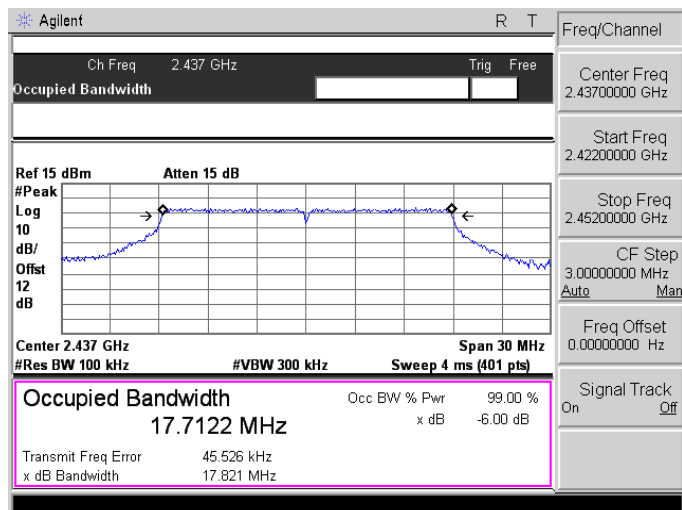 Agilent R T
Ch Freq 2.437 GHz Trig Free
Occupied Bandwidth
Ref 15 dBm Atten 15 dB
#Peak
Log
10
dB/
Offst
12
dB
Center 2.437 GHz Span 30 MHz
#Res BW 100 kHz #VBW 300 kHz Sweep 4 ms (401 pts)
Occupied Bandwidth
17.7122 MHz
Occ BW % Pwr 99.00 %
x dB -6.00 dB
Transmit Freq Error 45.526 kHz
x dB Bandwidth 17.821 MHz
Freq/Channel
Center Freq
2.43700000 GHz
Start Freq
2.42200000 GHz
Stop Freq
2.45200000 GHz
CF Step
3.00000000 MHz
Auto Man
Freq Offset
0.00000000 Hz
Signal Track
On Off